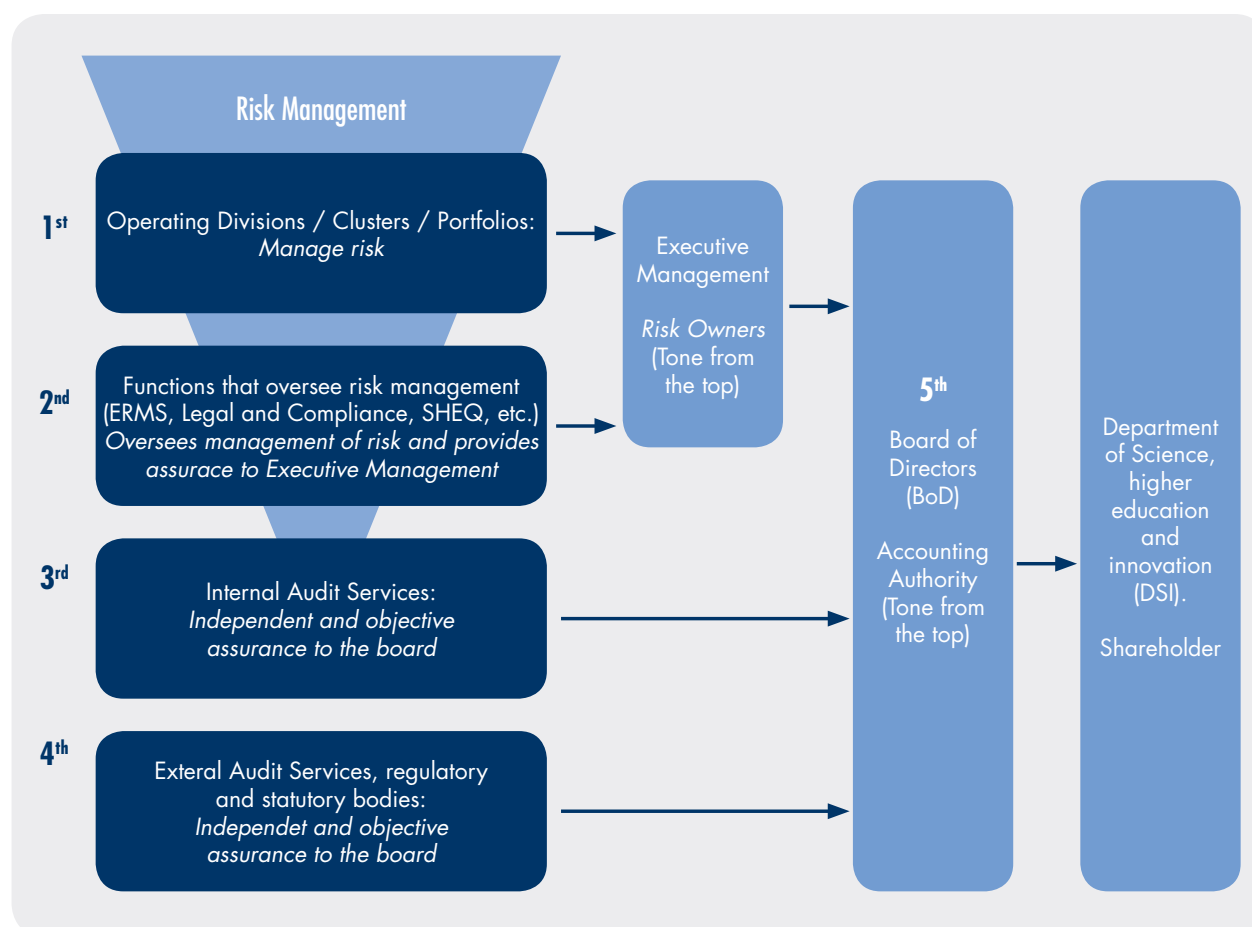 Risk Management
1st
Operating Divisions / Clusters / Portfolios:
Manage risk
2nd
Functions that oversee risk management
(ERMS, Legal and Compliance, SHEQ, etc.)
Oversees management of risk and provides
assurace to Executive Management
3rd
Internal Audit Services:
Independent and objective
assurance to the board
4th
Exteral Audit Services, regulatory
and statutory bodies:
Independet and objective
assurance to the board
Executive
Management
Risk Owners
(Tone from
the top)
5th
Board of
Directors
(BoD)
Accounting
Authority
(Tone from
the top)
Department
of Science,
higher
education
and
innovation
(DSI).
Shareholder